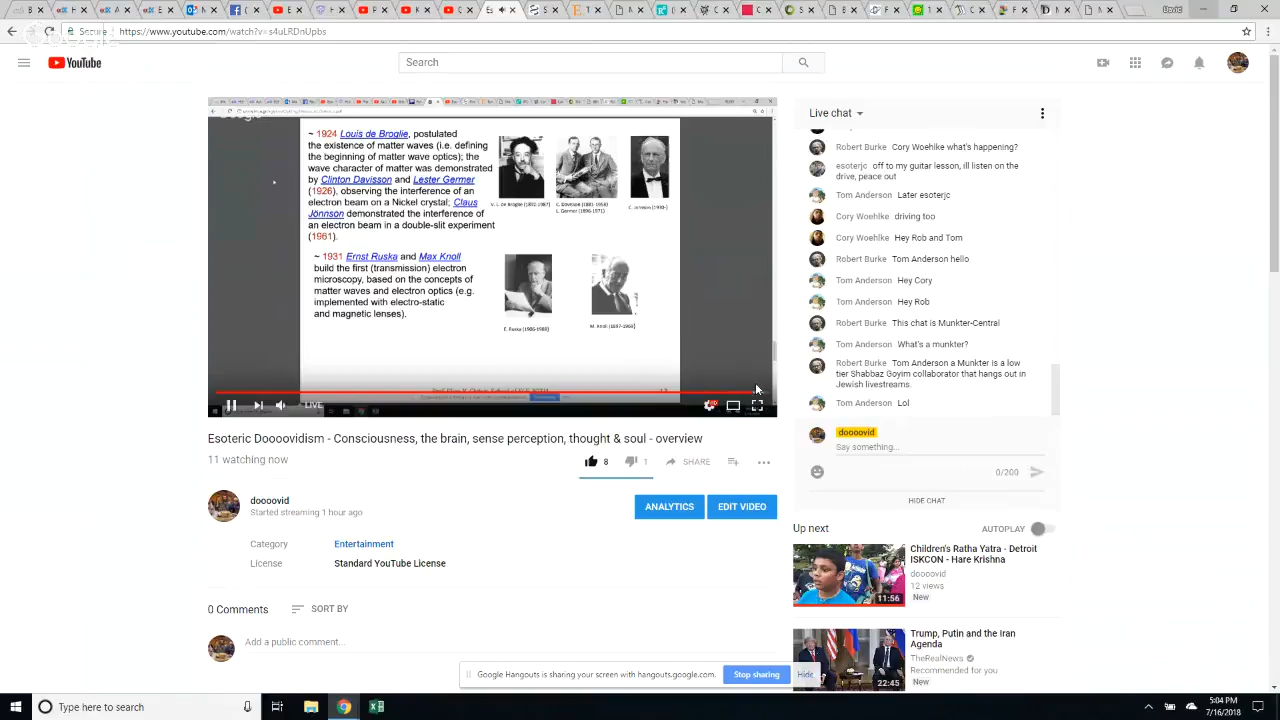 Secure
https://www.youtube.com/watch?v=s4uLRDnUpbs
YouTube
Search
~ 1924 Louis de Broglie, postulated
the existence of matter waves (i.e. defining
the beginning of matter wave optics); the
wave character of matter was demonstrated
by Clinton Davisson and Lester Germer
(1926), observing the interference of an
electron beam on a Nickel crystal; Claus
Jönnson demonstrated the interference of
an electron beam in a double-slit experiment
(1961).
~ 1931 Ernst Ruska and Max Knoll
build the first (transmission) electron
microscopy, based on the concepts of
matter waves and electron optics (e.g.
implemented with electro-static
and magnetic lenses).
LIVE
Esoteric Doooovidism - Consciousness, the brain, sense perception, thought & soul - overview
11 watching now
8
1
SHARE
doooovid
Started streaming 1 hour ago
ANALYTICS
EDIT VIDEO
Category
Entertainment
License
Standard YouTube License
0 Comments
SORT BY
Add a public comment...
Live chat
Robert Burke Cory Woehlke what's happening?
esoterjc off to my guitar lesson, ill listen on the
drive, peace out
Tom Anderson Later esoterjc
Cory Woehlke driving too
Cory Woehlke Hey Rob and Tom
Robert Burke Tom Anderson hello
Tom Anderson Hey Cory
Tom Anderson Hey Rob
Robert Burke This chat is Munkter-Central
Tom Anderson What's a munkter?
Robert Burke Tom Anderson a Munkter is a low
tier Shabbaz Goyim collaborator that hangs out in
Jewish livestreams.
Tom Anderson Lol
doooovid
Say something...
0/200
HIDE CHAT
Up next
AUTOPLAY
Children's Ratha Yatra - Detroit
ISKCON - Hare Krishna
doooovid
12 views
New
11:56
Trump, Putin and the Iran
Agenda
TheRealNews
Recommended for you
New
22:45
Google Hangouts is sharing your screen with hangouts.google.com.
Stop sharing
Hide
Type here to search
5:04 PM
7/16/2018